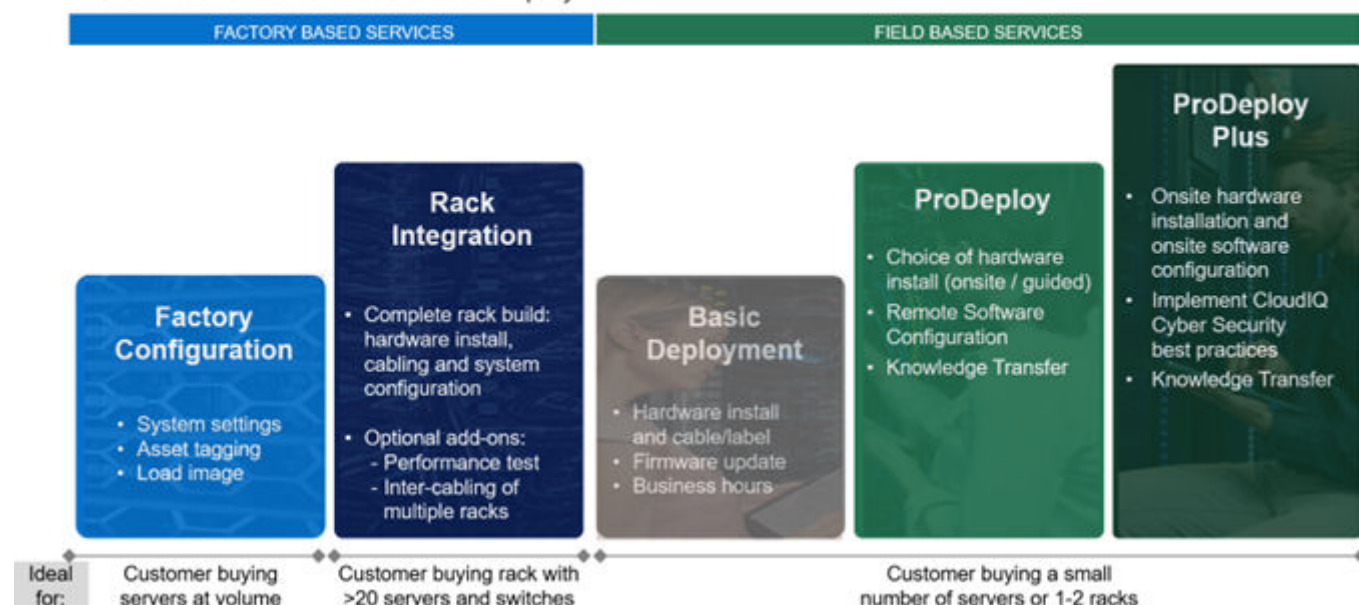 FACTORY BASED SERVICES
FIELD BASED SERVICES
Factory
Configuration
• System settings
• Asset tagging
• Load image
Rack
Integration
• Complete rack build:
hardware install,
cabling and system
configuration
• Optional add-ons:
- Performance test
- Inter-cabling of
multiple racks
Basic
Deployment
• Hardware install
and cable/label
• Firmware update
• Business hours
ProDeploy
• Choice of hardware
install (onsite / guided)
• Remote Software
Configuration
• Knowledge Transfer
ProDeploy
Plus
• Onsite hardware
installation and
onsite software
configuration
• Implement CloudIQ
Cyber Security
best practices
• Knowledge Transfer
Ideal
for:
Customer buying
servers at volume
Customer buying rack with
>20 servers and switches
Customer buying a small
number of servers or 1-2 racks